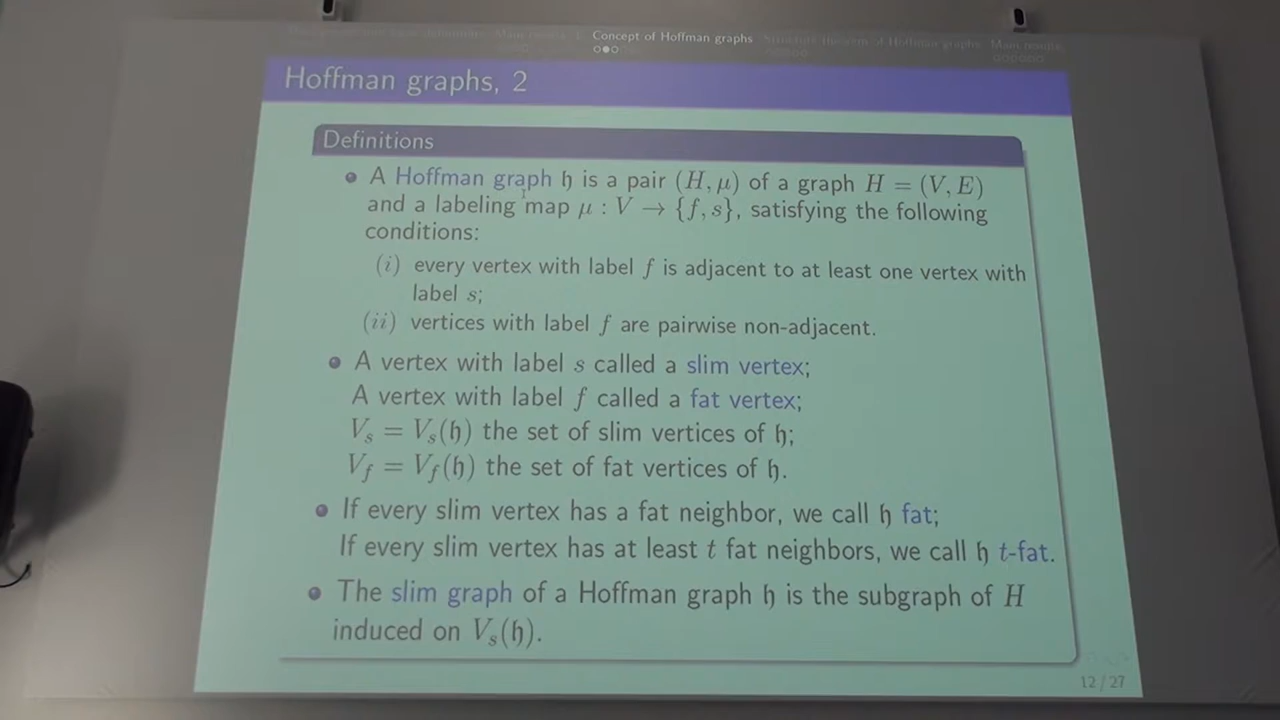 Concept of Hoffman graphs
Hoffman graphs, 2
Definitions
A Hoffman graph 𝔥 is a pair (H, μ) of a graph H = (V, E)
and a labeling map μ : V → {f, s}, satisfying the following
conditions:
(i) every vertex with label f is adjacent to at least one vertex with
label s;
(ii) vertices with label f are pairwise non-adjacent.
A vertex with label s called a slim vertex;
A vertex with label f called a fat vertex;
Vₛ = Vₛ(𝔥) the set of slim vertices of 𝔥;
V_f = V_f(𝔥) the set of fat vertices of 𝔥.
If every slim vertex has a fat neighbor, we call 𝔥 fat;
If every slim vertex has at least t fat neighbors, we call 𝔥 t-fat.
The slim graph of a Hoffman graph 𝔥 is the subgraph of H
induced on Vₛ(𝔥).
12 / 27